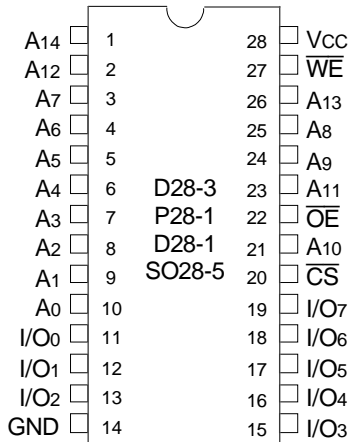 A14 1 28 VCC
A12 2 27 WE
A7 3 26 A13
A6 4 25 A8
A5 5 24 A9
A4 6 D28-3 23 A11
A3 7 P28-1 22 OE
A2 8 D28-1 21 A10
A1 9 SO28-5 20 CS
A0 10 19 I/O7
I/O0 11 18 I/O6
I/O1 12 17 I/O5
I/O2 13 16 I/O4
GND 14 15 I/O3